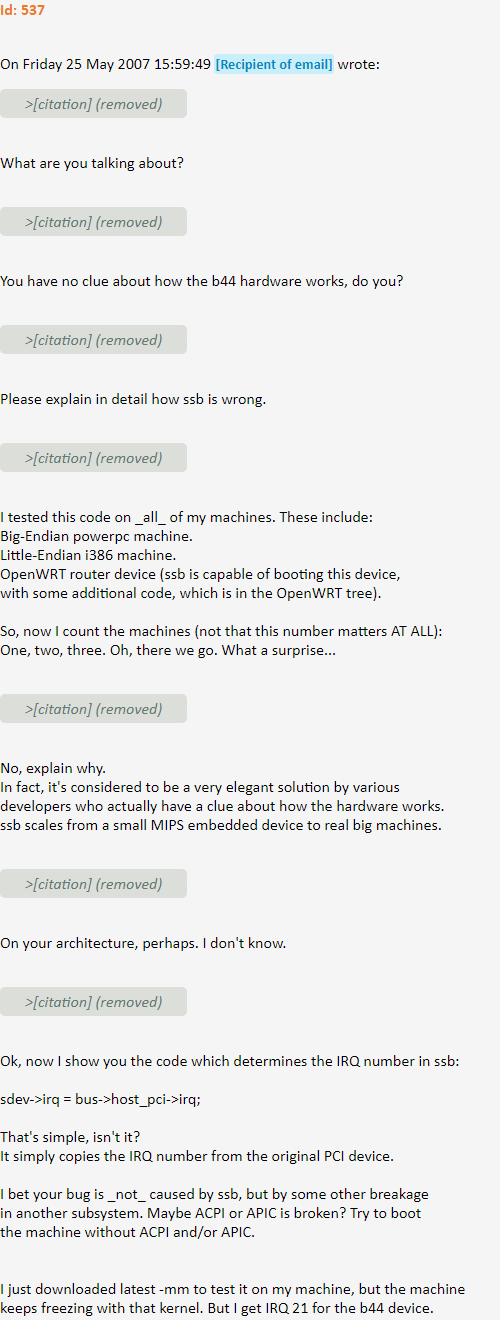 Id: 537
On Friday 25 May 2007 15:59:49 [Recipient of email] wrote:
>[citation] (removed)
What are you talking about?
>[citation] (removed)
You have no clue about how the b44 hardware works, do you?
>[citation] (removed)
Please explain in detail how ssb is wrong.
>[citation] (removed)
I tested this code on _all_ of my machines. These include:
Big-Endian powerpc machine.
Little-Endian i386 machine.
OpenWRT router device (ssb is capable of booting this device,
with some additional code, which is in the OpenWRT tree).
So, now I count the machines (not that this number matters AT ALL):
One, two, three. Oh, there we go. What a surprise...
>[citation] (removed)
No, explain why.
In fact, it's considered to be a very elegant solution by various
developers who actually have a clue about how the hardware works.
ssb scales from a small MIPS embedded device to real big machines.
>[citation] (removed)
On your architecture, perhaps. I don't know.
>[citation] (removed)
Ok, now I show you the code which determines the IRQ number in ssb:
sdev->irq = bus->host_pci->irq;
That's simple, isn't it?
It simply copies the IRQ number from the original PCI device.
I bet your bug is _not_ caused by ssb, but by some other breakage
in another subsystem. Maybe ACPI or APIC is broken? Try to boot
the machine without ACPI and/or APIC.
I just downloaded latest -mm to test it on my machine, but the machine
keeps freezing with that kernel. But I get IRQ 21 for the b44 device.